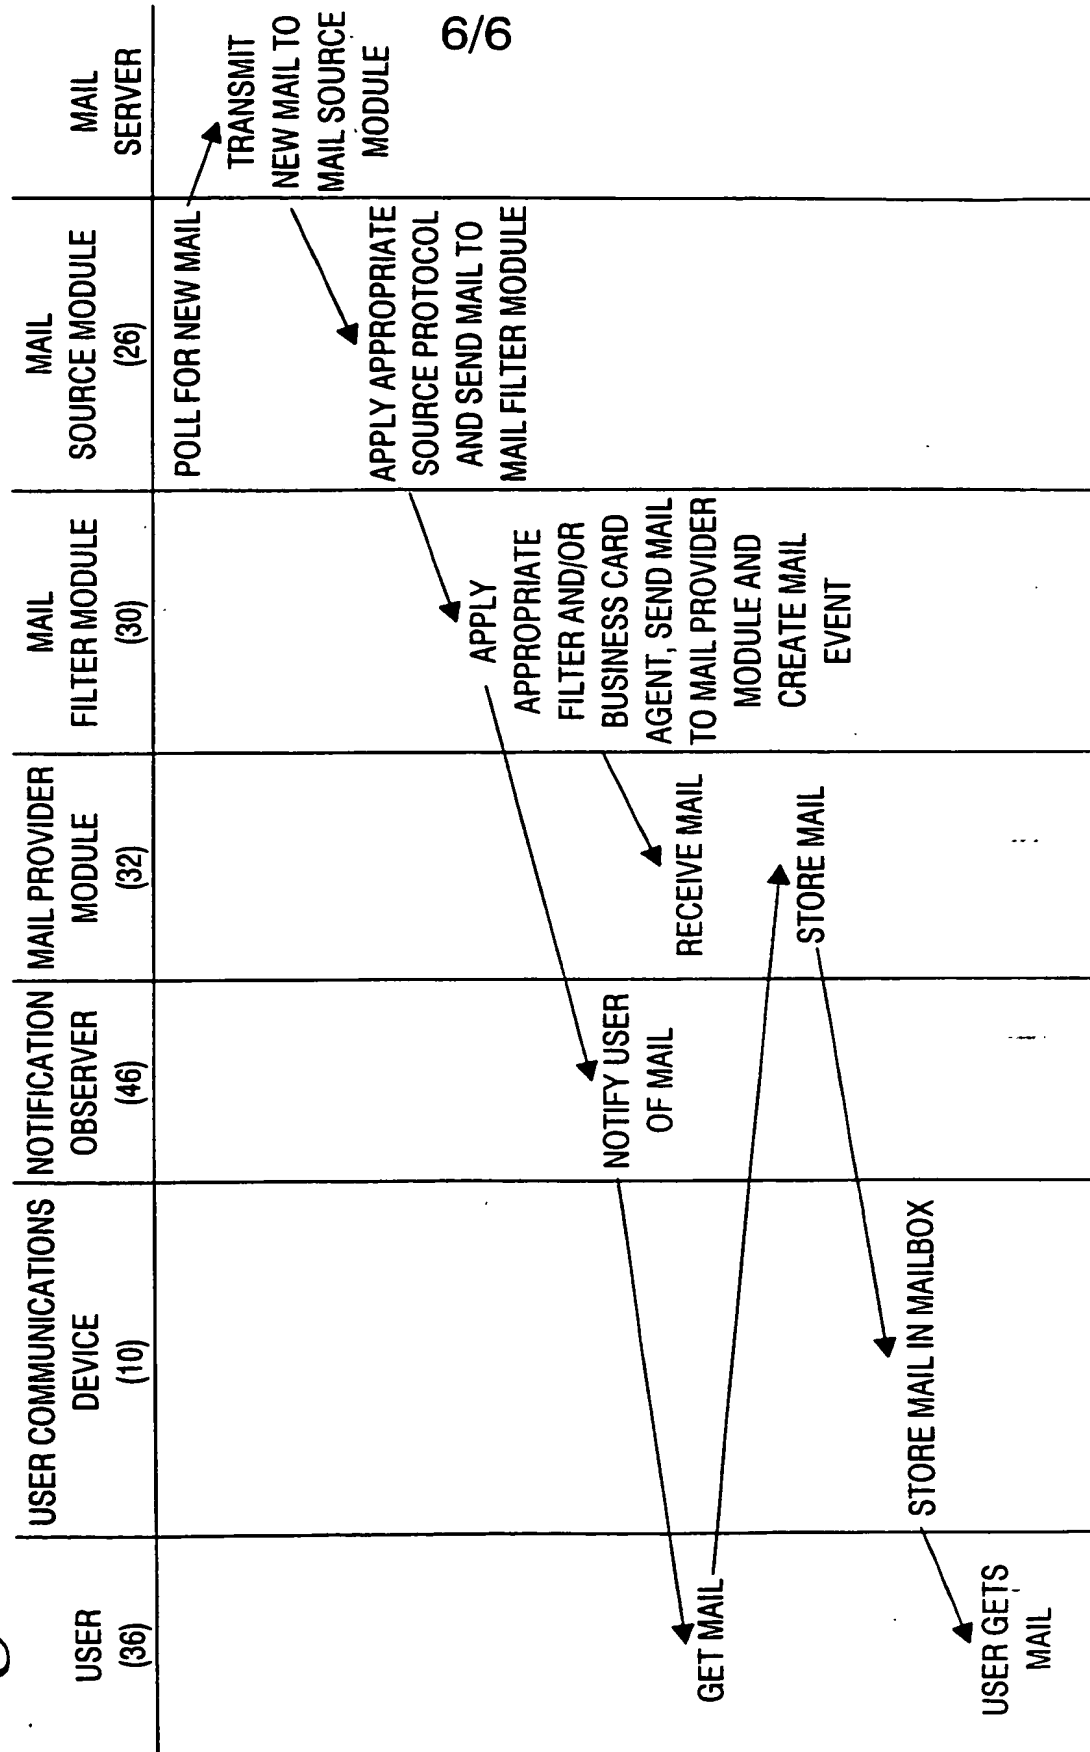 6/6
USER
(36)
USER COMMUNICATIONS
DEVICE
(10)
NOTIFICATION
OBSERVER
(46)
MAIL PROVIDER
MODULE
(32)
MAIL
FILTER MODULE
(30)
MAIL
SOURCE MODULE
(26)
MAIL
SERVER
POLL FOR NEW MAIL
TRANSMIT
NEW MAIL TO
MAIL SOURCE
MODULE
APPLY APPROPRIATE
SOURCE PROTOCOL
AND SEND MAIL TO
MAIL FILTER MODULE
APPLY
APPROPRIATE
FILTER AND/OR
BUSINESS CARD
AGENT, SEND MAIL
TO MAIL PROVIDER
MODULE AND
CREATE MAIL
EVENT
NOTIFY USER
OF MAIL
RECEIVE MAIL
GET MAIL
STORE MAIL
STORE MAIL IN MAILBOX
USER GETS
MAIL